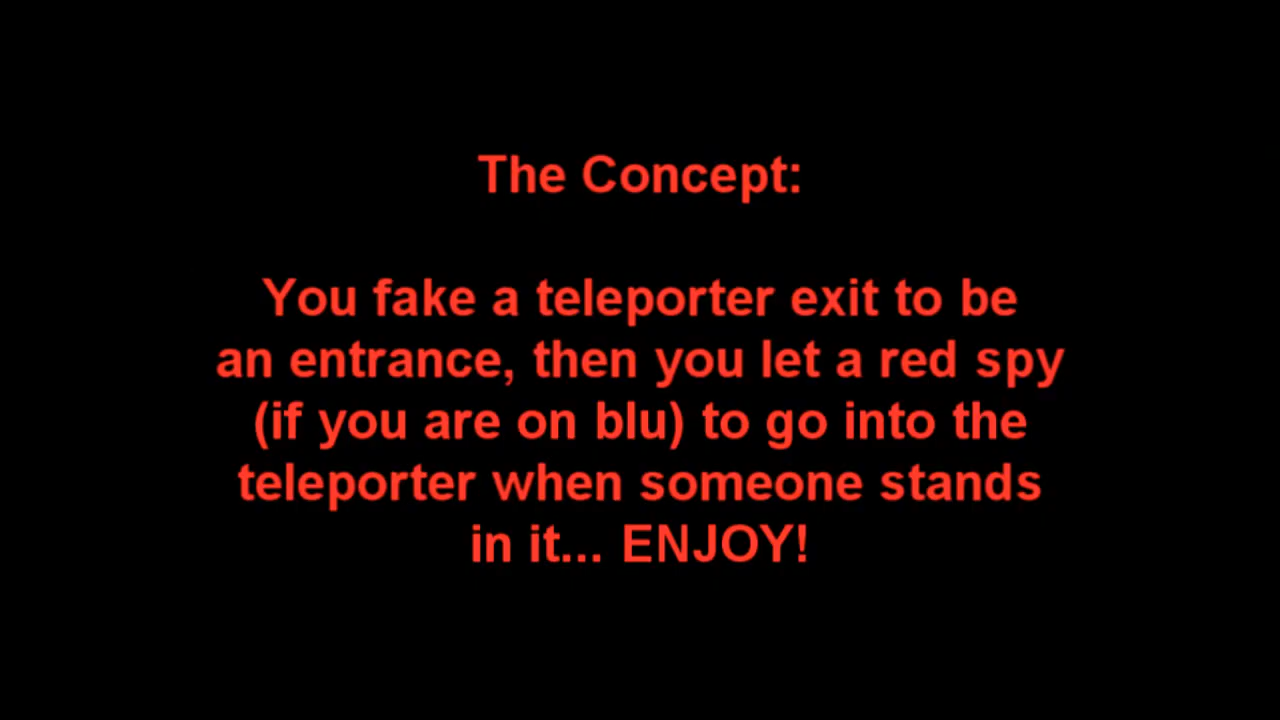 The Concept:
You fake a teleporter exit to be
an entrance, then you let a red spy
(if you are on blu) to go into the
teleporter when someone stands
in it... ENJOY!